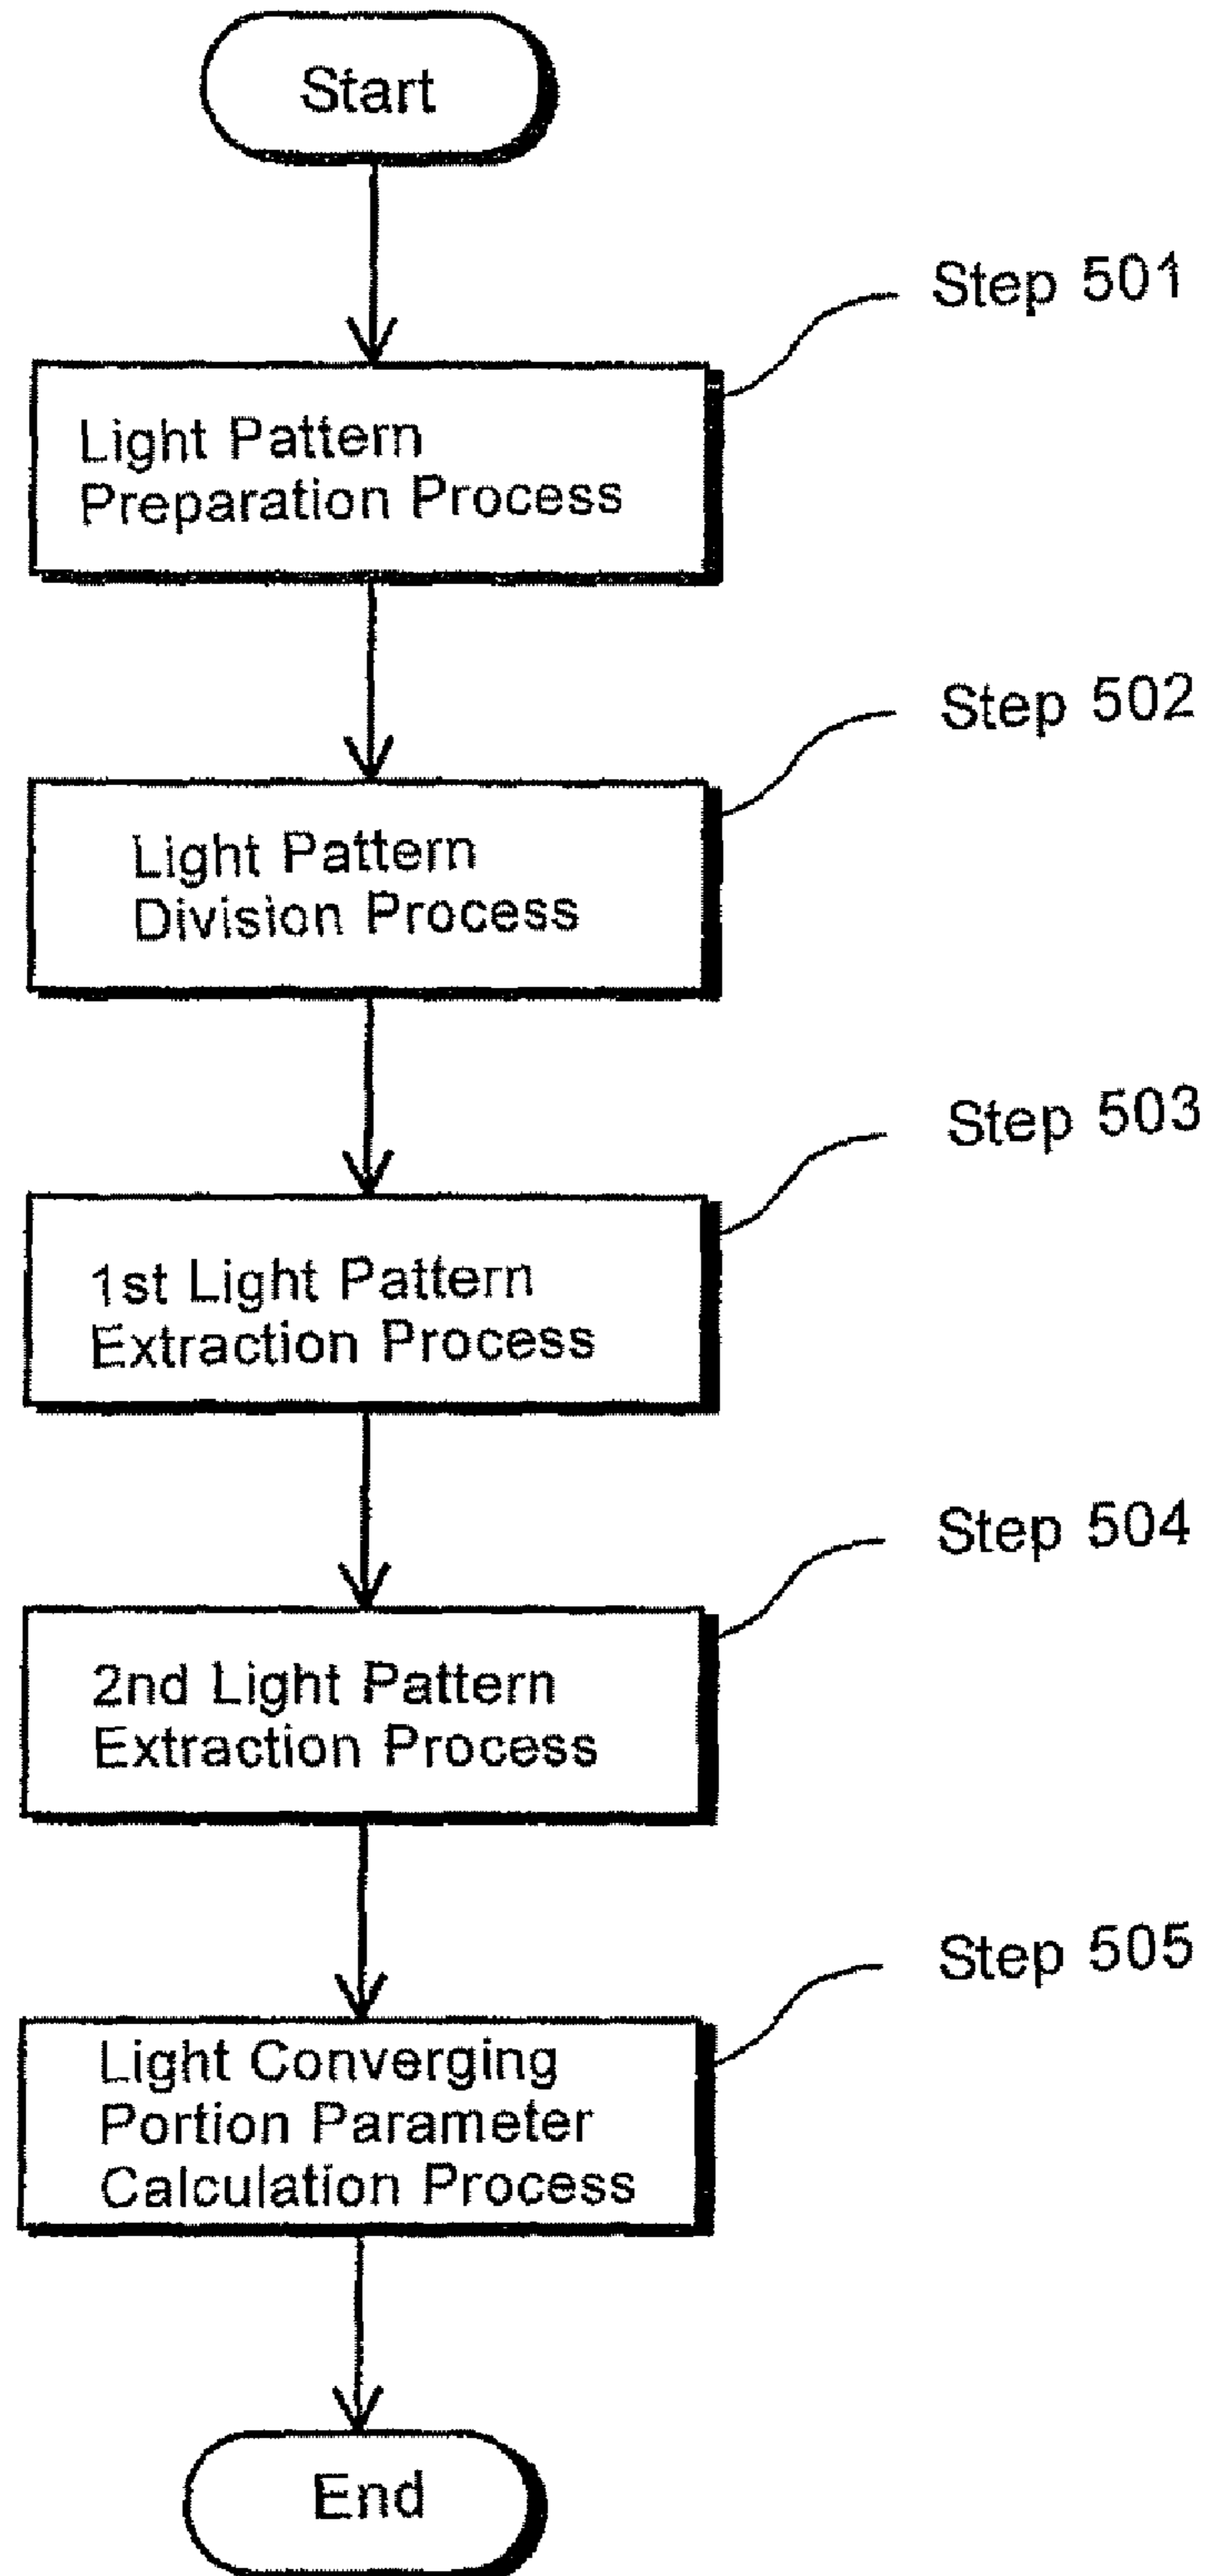 Start
Step 501
Light Pattern
Preparation Process
Step 502
Light Pattern
Division Process
Step 503
1st Light Pattern
Extraction Process
Step 504
2nd Light Pattern
Extraction Process
Step 505
Light Converging
Portion Parameter
Calculation Process
End